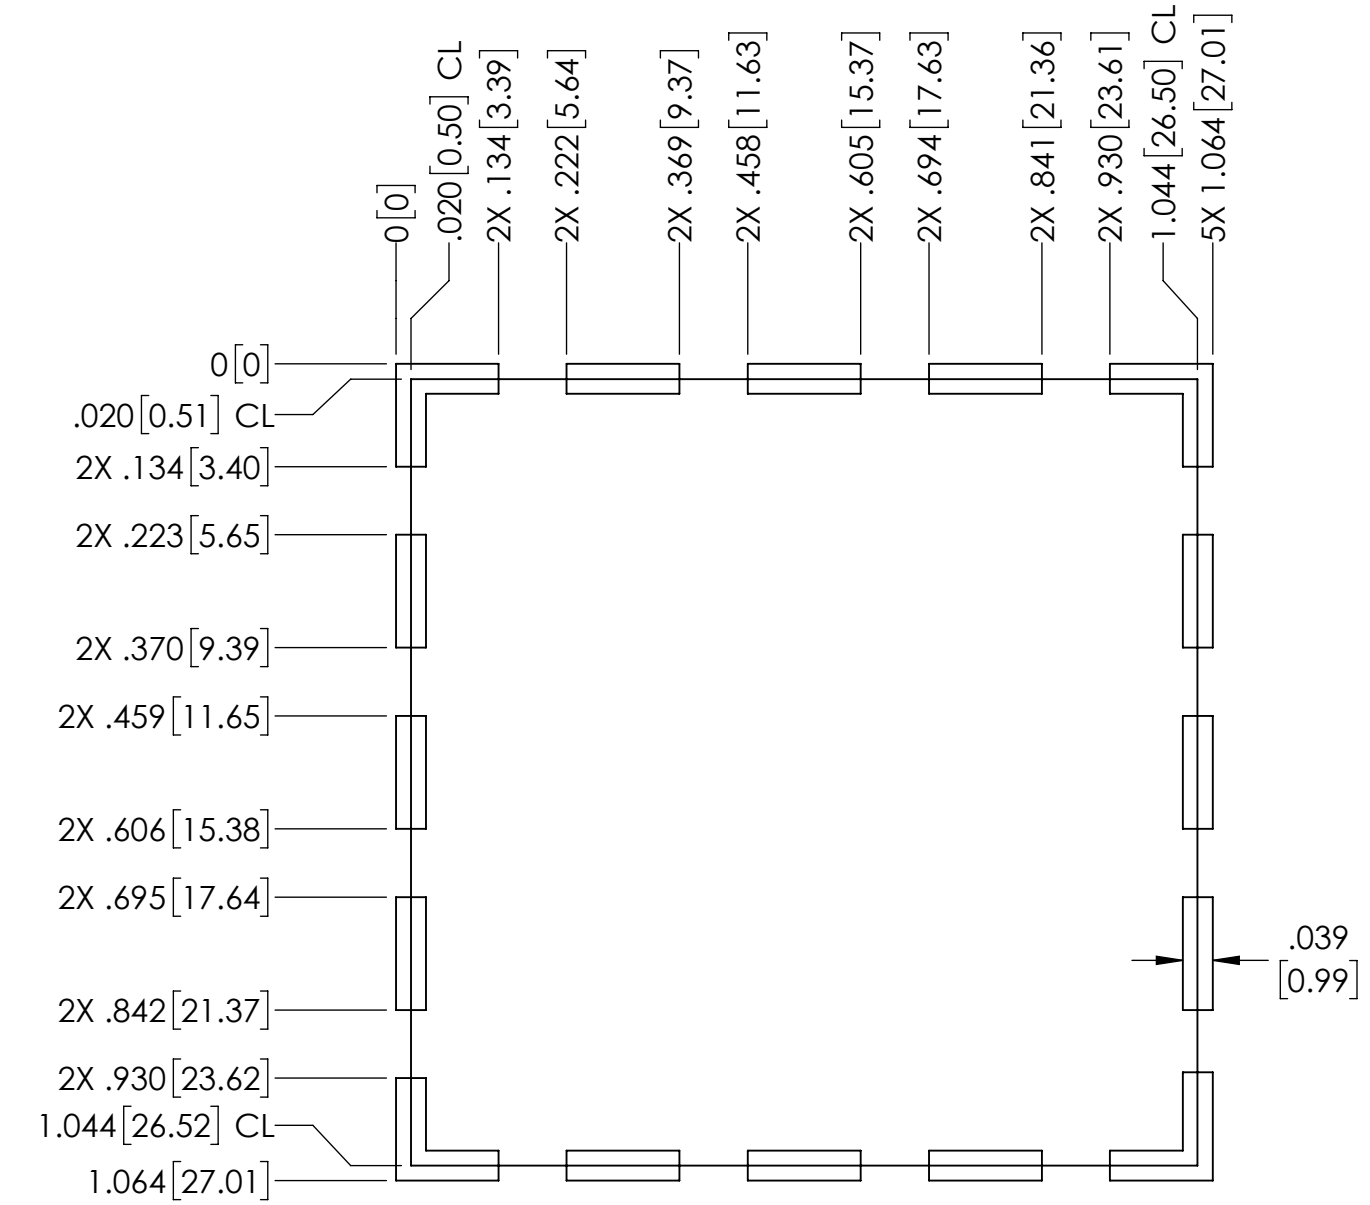 0[0]
.020[0.50] CL
2X .134[3.39]
2X .222[5.64]
2X .369[9.37]
2X .458[11.63]
2X .605[15.37]
2X .694[17.63]
2X .841[21.36]
2X .930[23.61]
1.044[26.50] CL
5X 1.064[27.01]
0[0]
.020[0.51] CL
2X .134[3.40]
2X .223[5.65]
2X .370[9.39]
2X .459[11.65]
2X .606[15.38]
2X .695[17.64]
2X .842[21.37]
2X .930[23.62]
1.044[26.52] CL
1.064[27.01]
.039
[0.99]